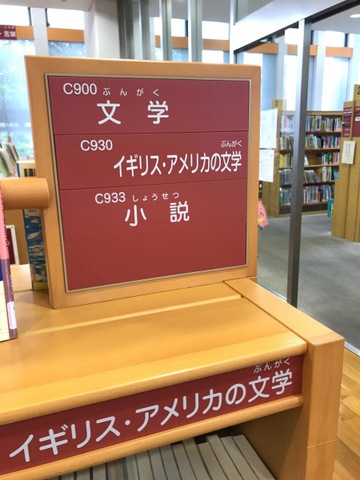 言葉
C900 ぶんがく
文学
C930 ぶんがく
イギリス・アメリカの文学
C933 しょうせつ
小説
ぶんがく
イギリス・アメリカの文学